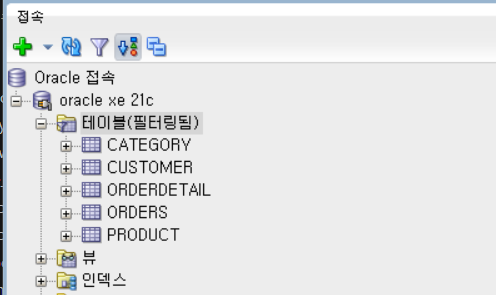 접속
Oracle 접속
oracle xe 21c
테이블(필터링됨)
CATEGORY
CUSTOMER
ORDERDETAIL
ORDERS
PRODUCT
뷰
인덱스